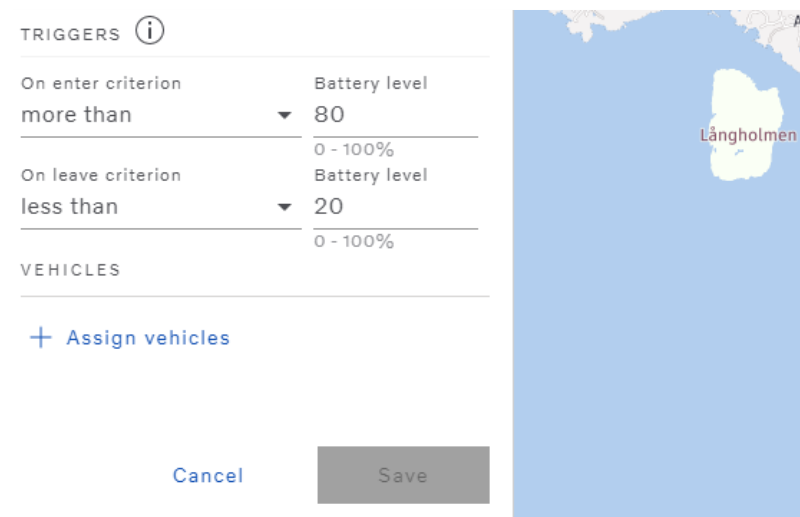 TRIGGERS
On enter criterion Battery level
more than 80
0 - 100%
On leave criterion Battery level
less than 20
0 - 100%
VEHICLES
Assign vehicles
Cancel Save
Långholmen